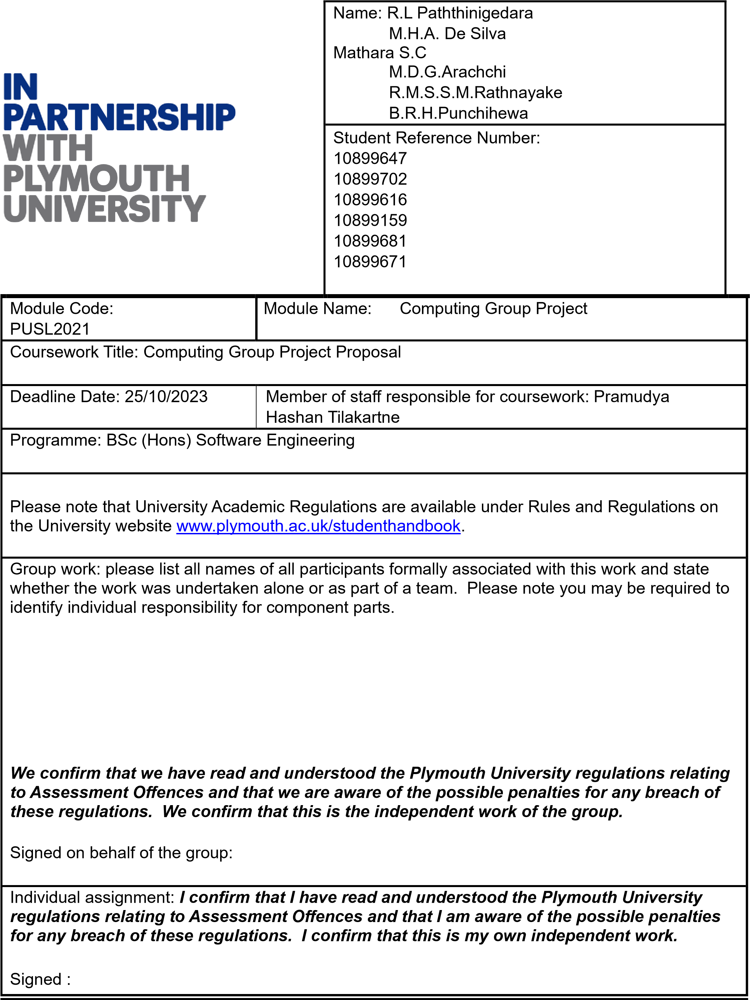 IN
PARTNERSHIP
WITH
PLYMOUTH
UNIVERSITY
Name: R.L Paththinigedara
M.H.A. De Silva
Mathara S.C
M.D.G.Arachchi
R.M.S.S.M.Rathnayake
B.R.H.Punchihewa
Student Reference Number:
10899647
10899702
10899616
10899159
10899681
10899671
Module Code:
PUSL2021
Module Name: Computing Group Project
Coursework Title: Computing Group Project Proposal
Deadline Date: 25/10/2023
Member of staff responsible for coursework: Pramudya
Hashan Tilakartne
Programme: BSc (Hons) Software Engineering
Please note that University Academic Regulations are available under Rules and Regulations on
the University website www.plymouth.ac.uk/studenthandbook.
Group work: please list all names of all participants formally associated with this work and state
whether the work was undertaken alone or as part of a team.  Please note you may be required to
identify individual responsibility for component parts.
We confirm that we have read and understood the Plymouth University regulations relating
to Assessment Offences and that we are aware of the possible penalties for any breach of
these regulations.  We confirm that this is the independent work of the group.
Signed on behalf of the group:
Individual assignment: I confirm that I have read and understood the Plymouth University
regulations relating to Assessment Offences and that I am aware of the possible penalties
for any breach of these regulations.  I confirm that this is my own independent work.
Signed :